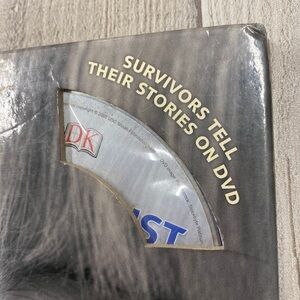 SURVIVORS TELL
THEIR STORIES ON DVD
DK
IST